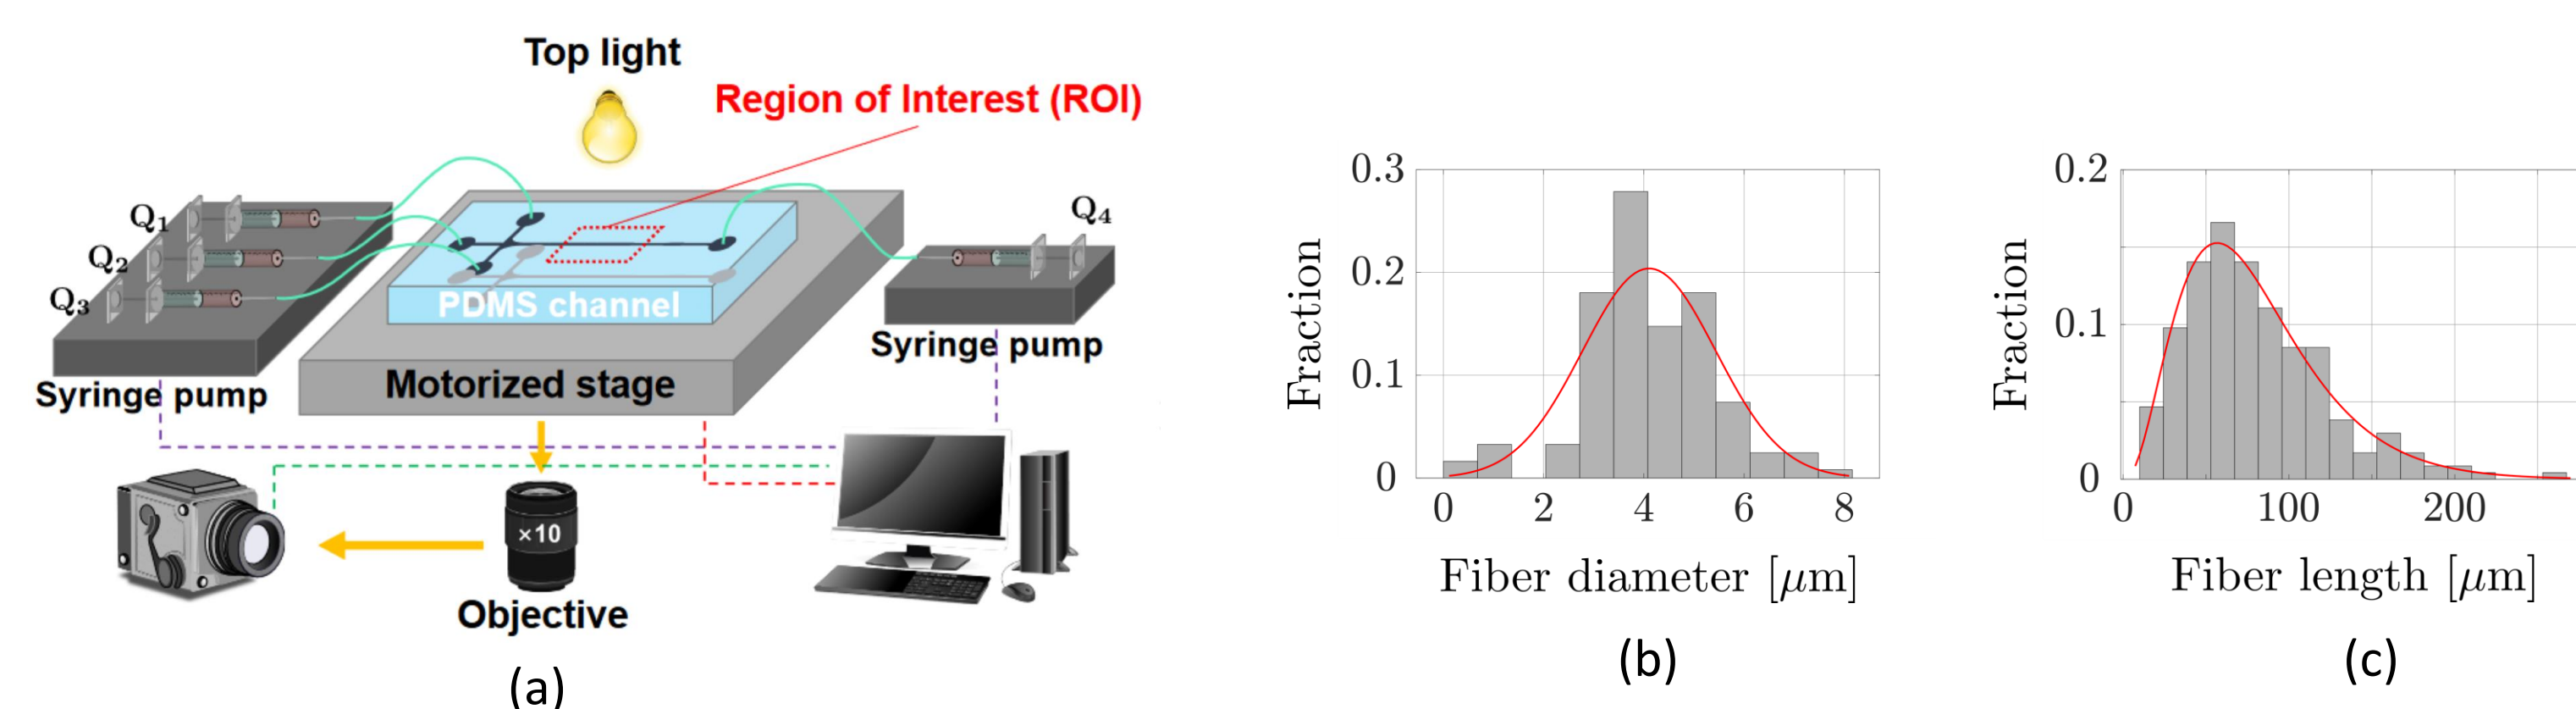 Top light
Region of Interest (ROI)
Q1
Q2
Q3
Q4
PDMS channel
Syringe pump
Motorized stage
Syringe pump
×10
Objective
(a)
0.3
0.2
0.1
0
Fraction
0 2 4 6 8
Fiber diameter [μm]
(b)
0.2
0.1
0
Fraction
0 100 200
Fiber length [μm]
(c)